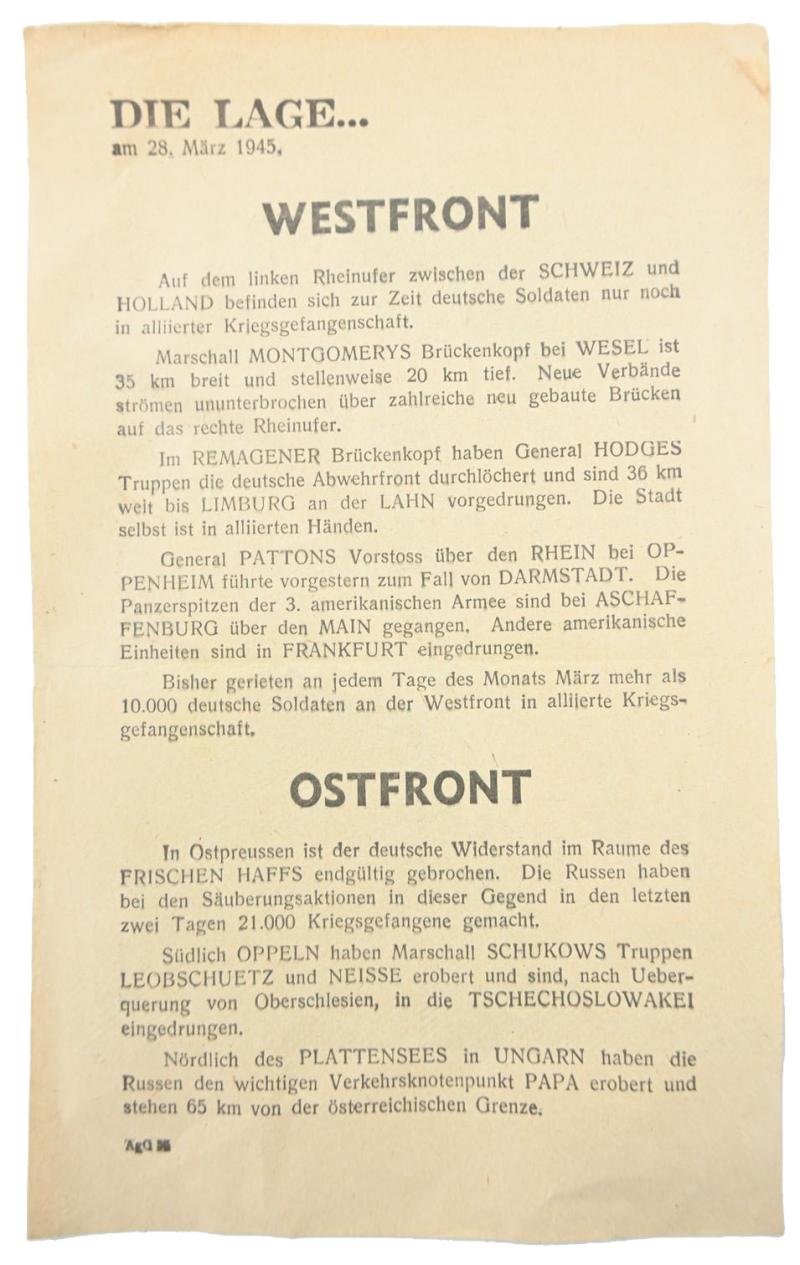 DIE LAGE...
am 28. März 1945.
WESTFRONT
Auf dem linken Rheinufer zwischen der SCHWEIZ und
HOLLAND befinden sich zur Zeit deutsche Soldaten nur noch
in alliierter Kriegsgefangenschaft.
Marschall MONTGOMERYS Brückenkopf bei WESEL ist
35 km breit und stellenweise 20 km tief. Neue Verbände
strömen ununterbrochen über zahlreiche neu gebaute Brücken
auf das rechte Rheinufer.
Im REMAGENER Brückenkopf haben General HODGES
Truppen die deutsche Abwehrfront durchlöchert und sind 36 km
weit bis LIMBURG an der LAHN vorgedrungen. Die Stadt
selbst ist in alliierten Händen.
General PATTONS Vorstoss über den RHEIN bei OP-
PENHEIM führte vorgestern zum Fall von DARMSTADT. Die
Panzerspitzen der 3. amerikanischen Armee sind bei ASCHAF-
FENBURG über den MAIN gegangen. Andere amerikanische
Einheiten sind in FRANKFURT eingedrungen.
Bisher gerieten an jedem Tage des Monats März mehr als
10.000 deutsche Soldaten an der Westfront in alliierte Kriegs-
gefangenschaft.
OSTFRONT
In Ostpreussen ist der deutsche Widerstand im Raume des
FRISCHEN HAFFS endgültig gebrochen. Die Russen haben
bei den Säuberungsaktionen in dieser Gegend in den letzten
zwei Tagen 21.000 Kriegsgefangene gemacht.
Südlich OPPELN haben Marschall SCHUKOWS Truppen
LEOBSCHUETZ und NEISSE erobert und sind, nach Ueber-
querung von Oberschlesien, in die TSCHECHOSLOWAKEI
eingedrungen.
Nördlich des PLATTENSEES in UNGARN haben die
Russen den wichtigen Verkehrsknotenpunkt PAPA erobert und
stehen 65 km von der österreichischen Grenze.